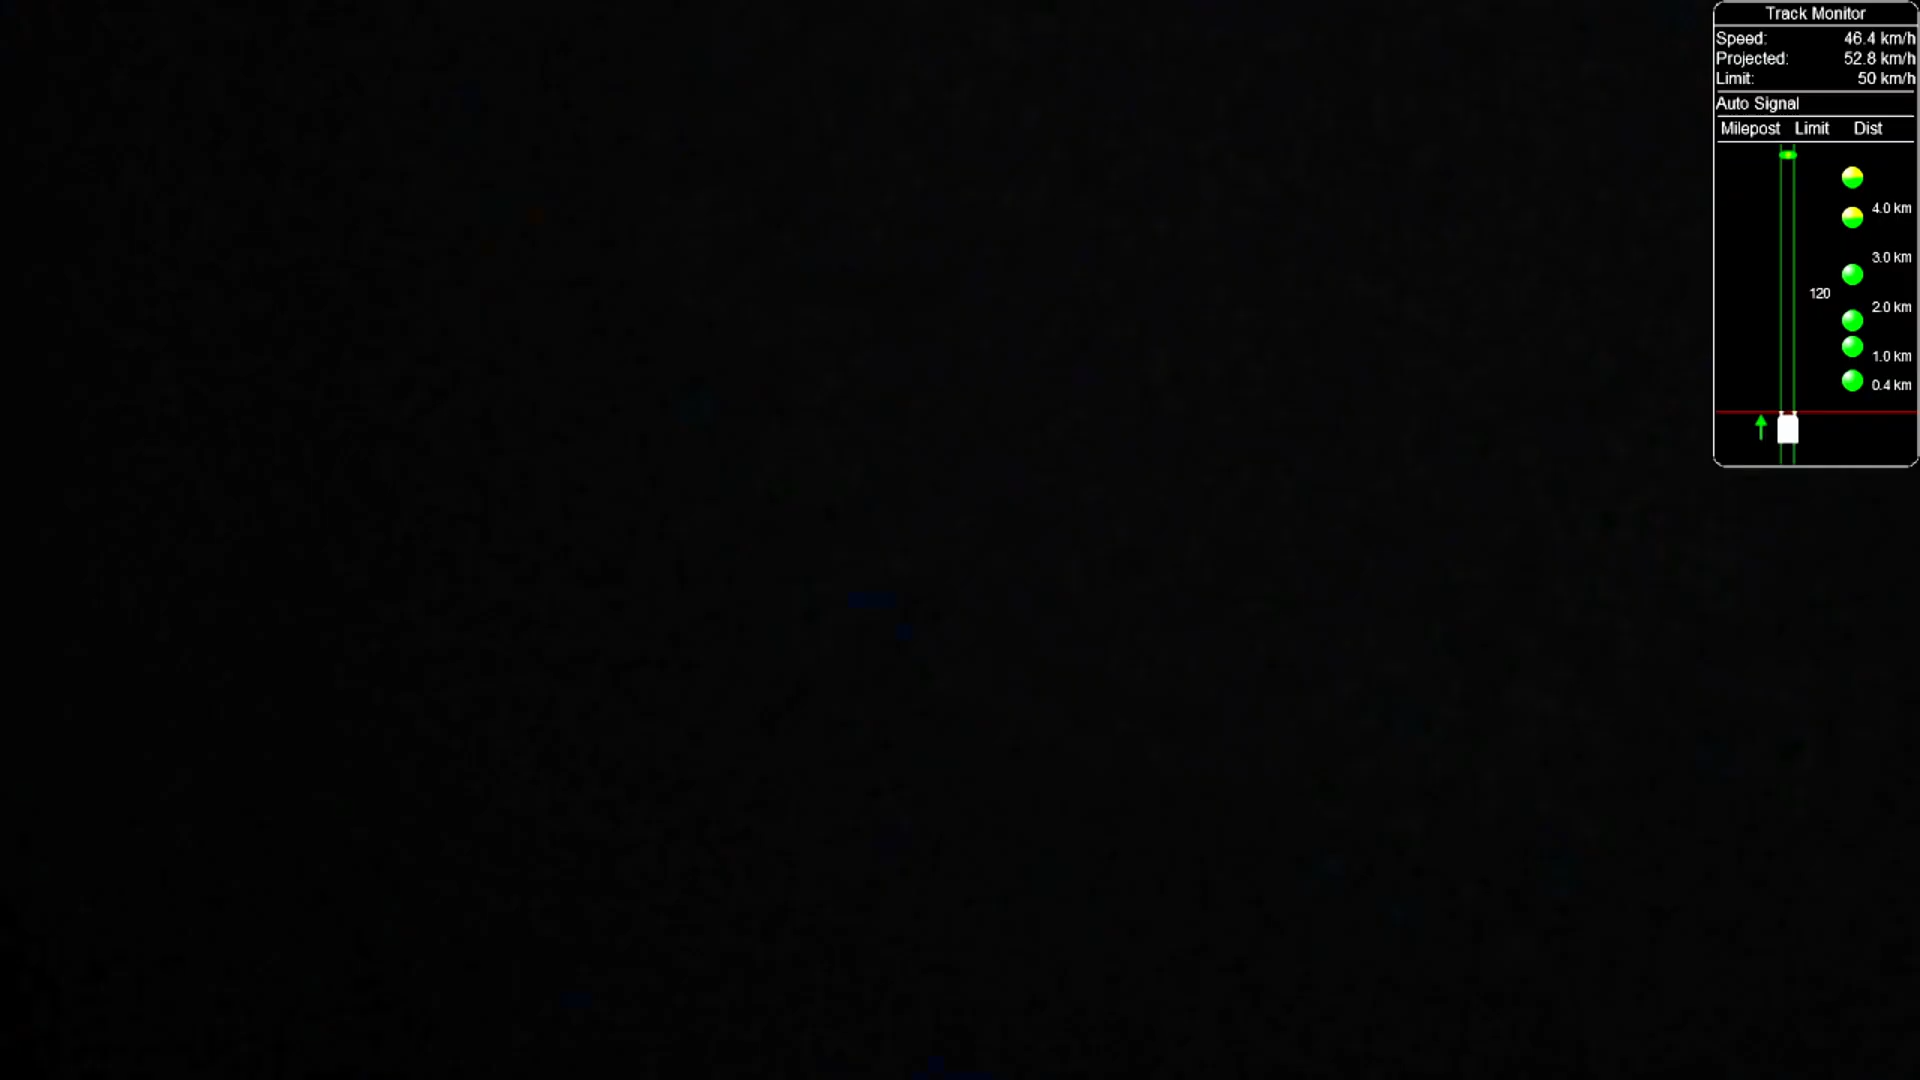 Track Monitor
Speed: 46.4 km/h
Projected: 52.8 km/h
Limit: 50 km/h
Auto Signal
Milepost Limit Dist
4.0 km
3.0 km
120
2.0 km
1.0 km
0.4 km